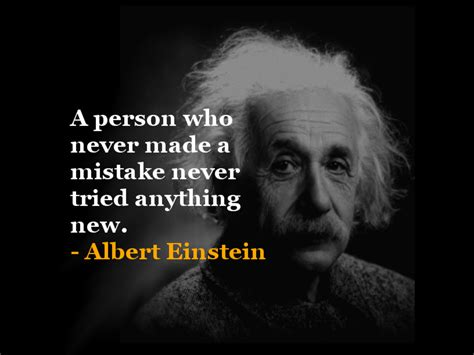 A person who
never made a
mistake never
tried anything
new.
- Albert Einstein